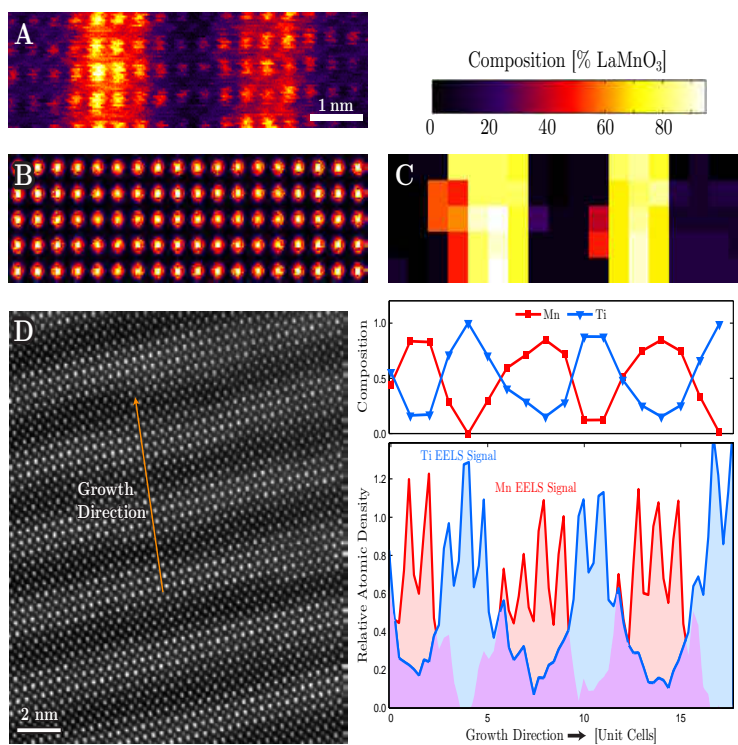 A
1 nm
Composition [% LaMnO₃]
0 20 40 60 80
B
C
D
Growth
Direction
2 nm
Mn Ti
Composition
1.0
0.5
0.0
Ti EELS Signal
Mn EELS Signal
Relative Atomic Density
1.2
1.0
0.8
0.6
0.4
0.2
0.0
0 5 10 15
Growth Direction → [Unit Cells]